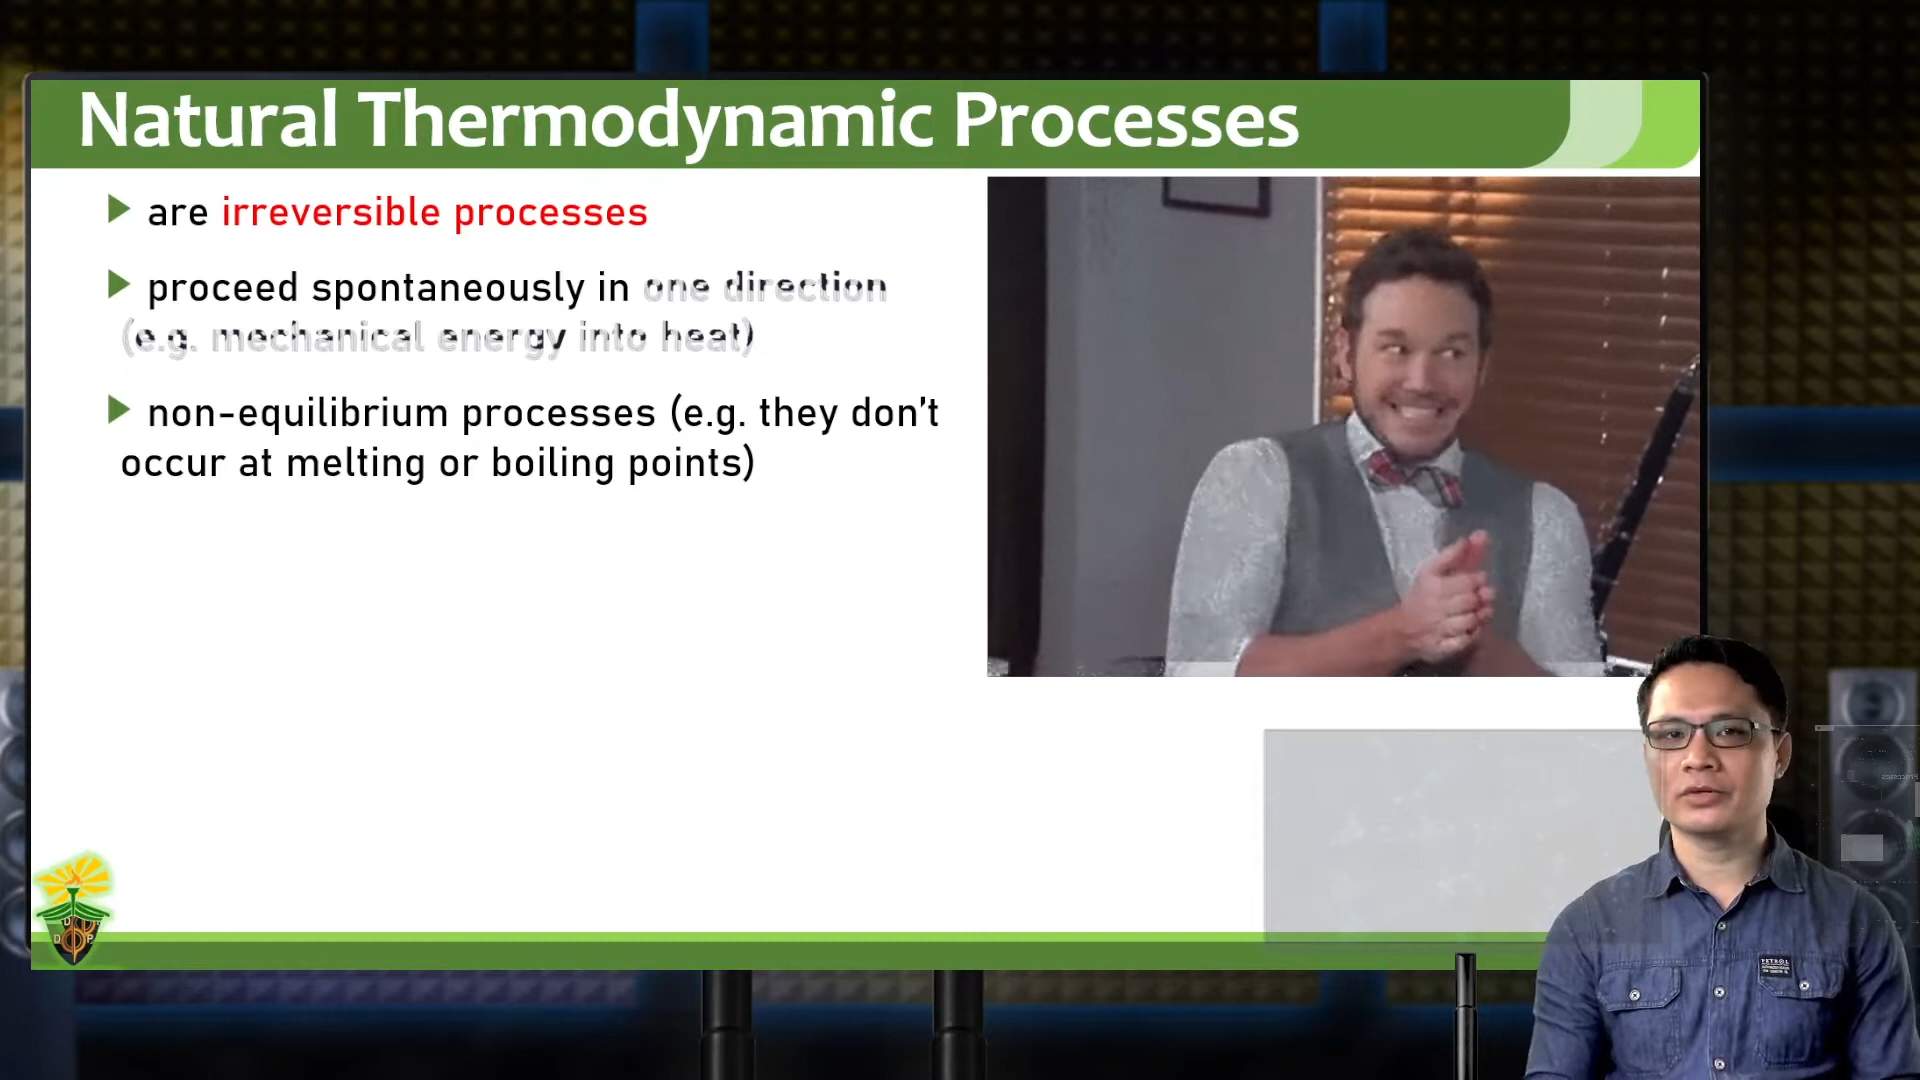 Natural Thermodynamic Processes
are irreversible processes
proceed spontaneously in one direction
(e.g. mechanical energy into heat)
non-equilibrium processes (e.g. they don't
occur at melting or boiling points)
PETROL